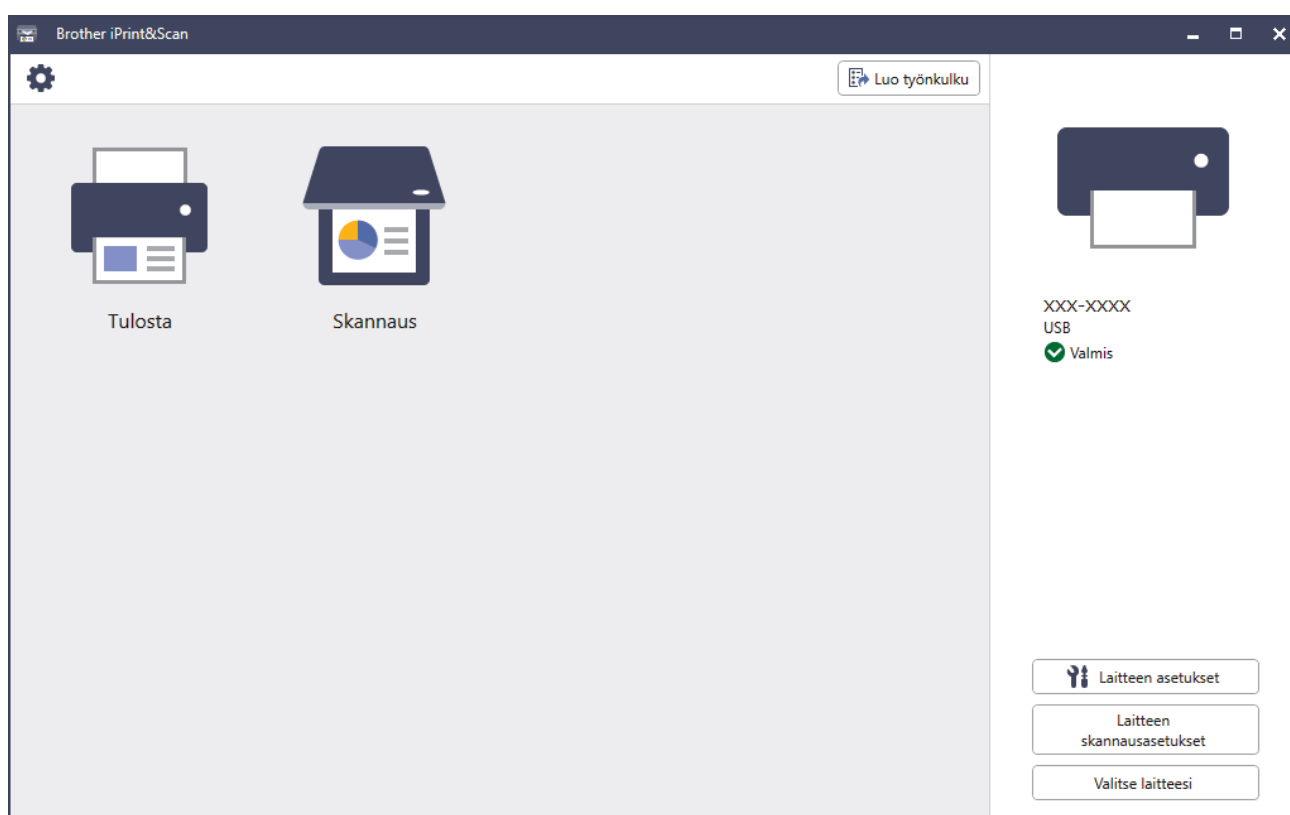 Brother iPrint&Scan
Luo työnkulku
Tulosta
Skannaus
XXX-XXXX
USB
Valmis
Laitteen asetukset
Laitteen
skannausasetukset
Valitse laitteesi